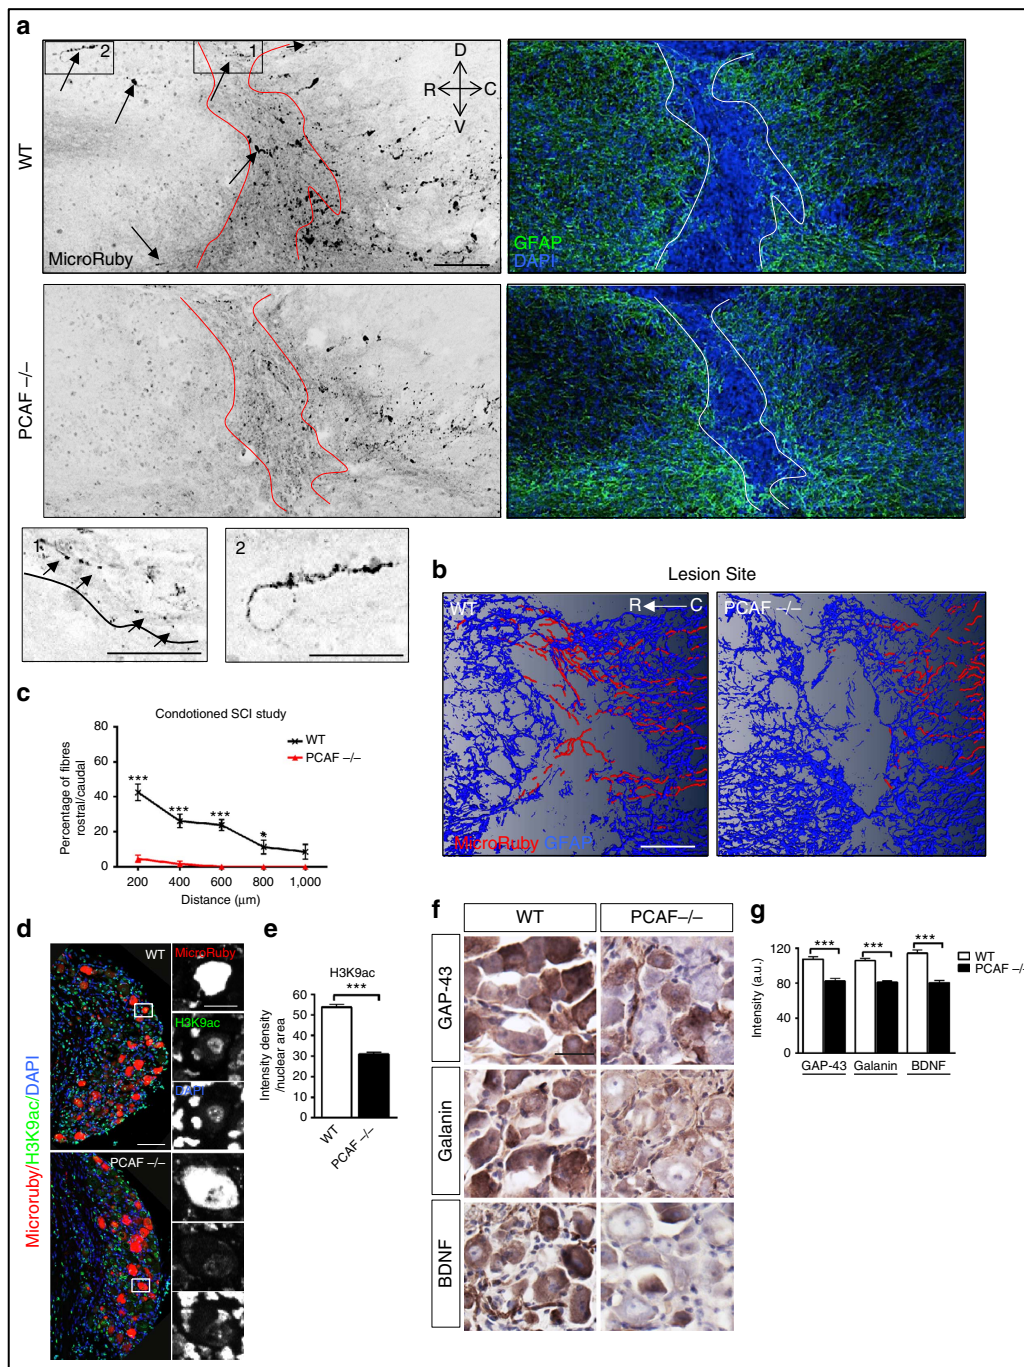 a
2
1
D
R C
V
WT
MicroRuby
GFAP
DAPI
PCAF –/–
1
2
b
Lesion Site
WT
R C
PCAF –/–
MicroRuby GFAP
c
Condotioned SCI study
80
60
40
20
0
Percentage of fibres
rostral/caudal
WT
PCAF –/–
***
***
***
*
200 400 600 800 1,000
Distance (µm)
d
Microruby/H3K9ac/DAPI
WT
MicroRuby
H3K9ac
DAPI
PCAF –/–
e
H3K9ac
***
60
50
40
30
20
10
0
Intensity density
/nuclear area
WT
PCAF –/–
f
WT PCAF–/–
GAP-43
Galanin
BDNF
g
120
80
40
0
Intensity (a.u.)
***
***
***
WT
PCAF –/–
GAP-43 Galanin BDNF